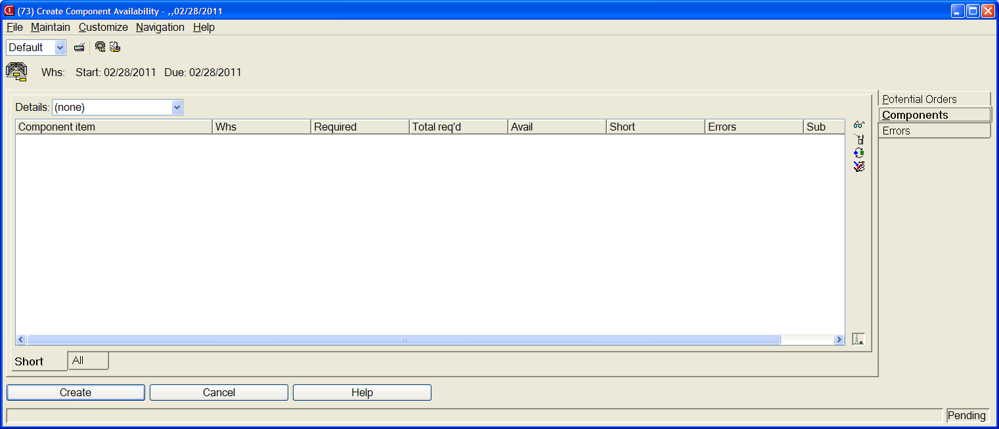 (73) Create Component Availability - ,,02/28/2011
File Maintain Customize Navigation Help
Default
Whs: Start: 02/28/2011 Due: 02/28/2011
Potential Orders
Details: (none)
Components
Component item Whs Required Total req'd Avail Short Errors Sub
Errors
Short All
Create Cancel Help
Pending